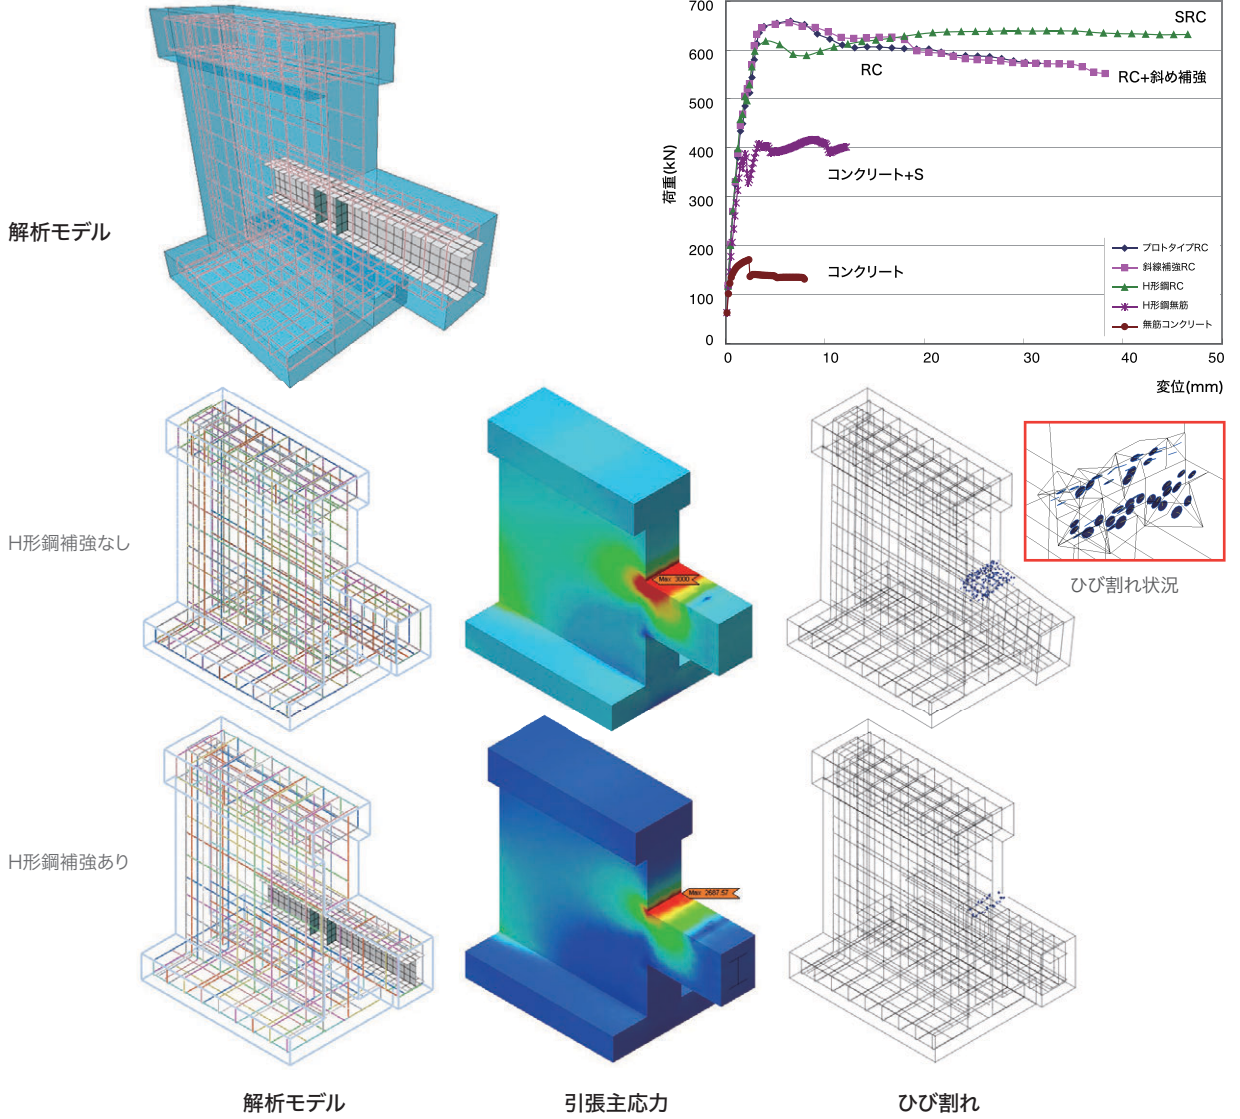 解析モデル
荷重(kN)
700
600
500
400
300
200
100
0
0
10
20
30
40
50
変位(mm)
SRC
RC
RC+斜め補強
コンクリート+S
コンクリート
プロトタイプRC
斜線補強RC
H形鋼RC
H形鋼無筋
無筋コンクリート
H形鋼補強なし
Max 3000
ひび割れ状況
H形鋼補強あり
Max 2687.57
解析モデル
引張主応力
ひび割れ